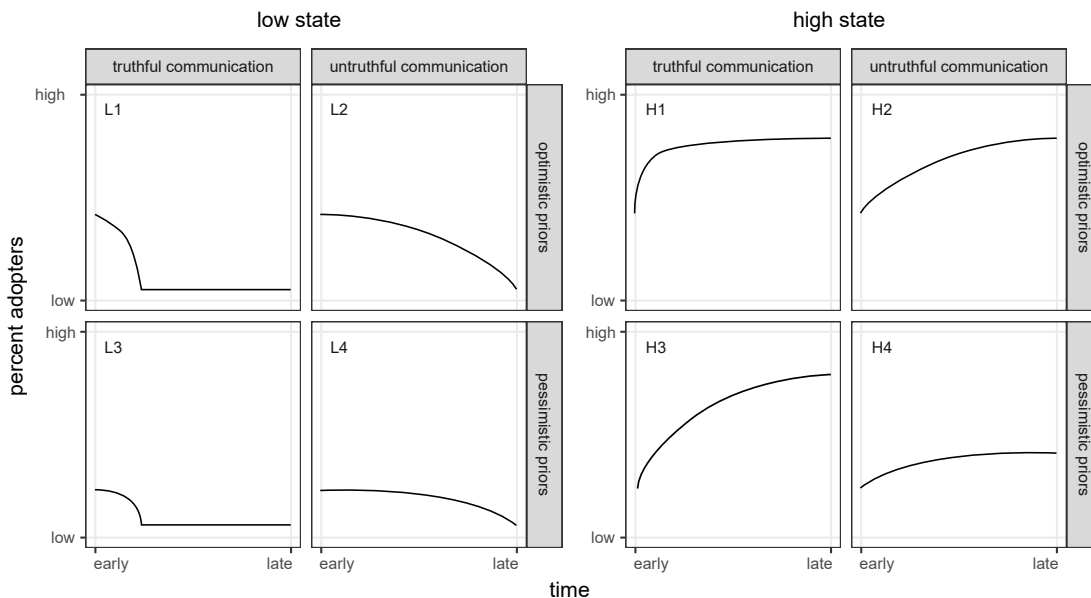 low state
high state
truthful communication
untruthful communication
truthful communication
untruthful communication
high
L1
L2
high
H1
H2
optimistic priors
optimistic priors
low
low
percent adopters
high
L3
L4
high
H3
H4
pessimistic priors
pessimistic priors
low
low
early
late
early
late
early
late
early
late
time